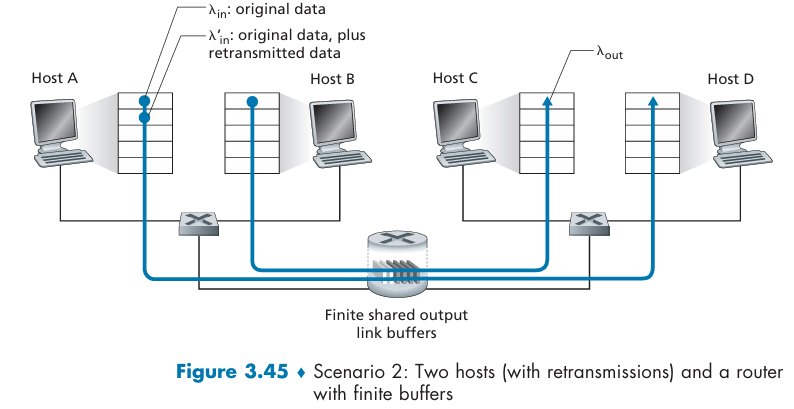 λin: original data
λ'in: original data, plus
retransmitted data
λout
Host A
Host B
Host C
Host D
Finite shared output
link buffers
Figure 3.45 ♦ Scenario 2: Two hosts (with retransmissions) and a router
with finite buffers